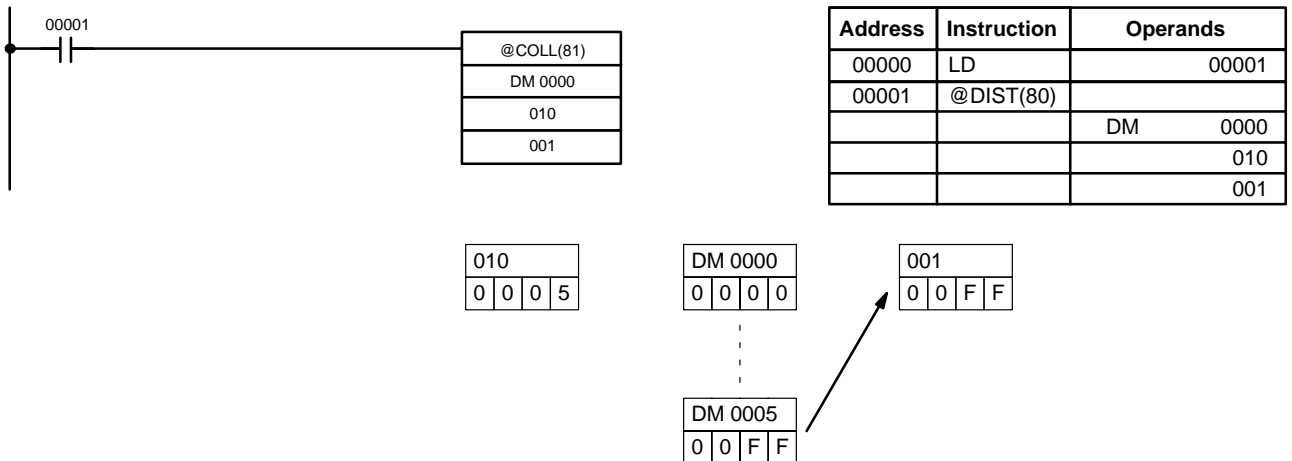 00001
@COLL(81)
DM 0000
010
001
Address Instruction Operands
00000 LD 00001
00001 @DIST(80)
DM 0000
010
001
010
0 0 0 5
DM 0000
0 0 0 0
001
0 0 F F
DM 0005
0 0 F F